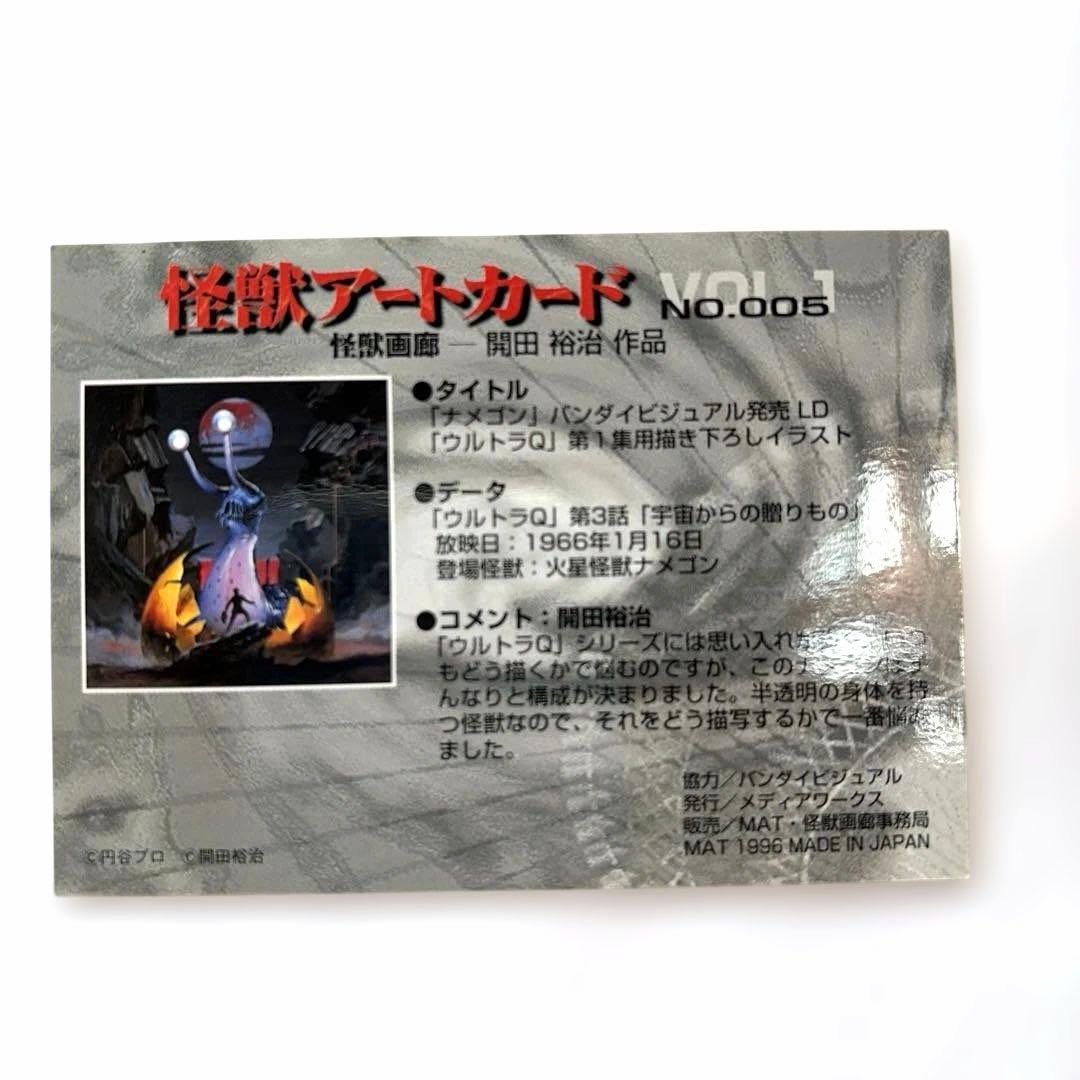 怪獣アートカード VOL.1
NO.005
怪獣画廊 ― 開田 裕治 作品
●タイトル
「ナメゴン」バンダイビジュアル発売 LD
「ウルトラQ」第1集用描き下ろしイラスト
●データ
「ウルトラQ」第3話「宇宙からの贈りもの」
放映日：1966年1月16日
登場怪獣：火星怪獣ナメゴン
●コメント：開田裕治
「ウルトラQ」シリーズには思い入れが
もどう描くかで悩むのですが、このナメゴンはす
んなりと構成が決まりました。半透明の身体を持
つ怪獣なので、それをどう描写するかで一番悩み
ました。
協力／バンダイビジュアル
発行／メディアワークス
販売／MAT・怪獣画廊事務局
MAT 1996 MADE IN JAPAN
©円谷プロ ©開田裕治